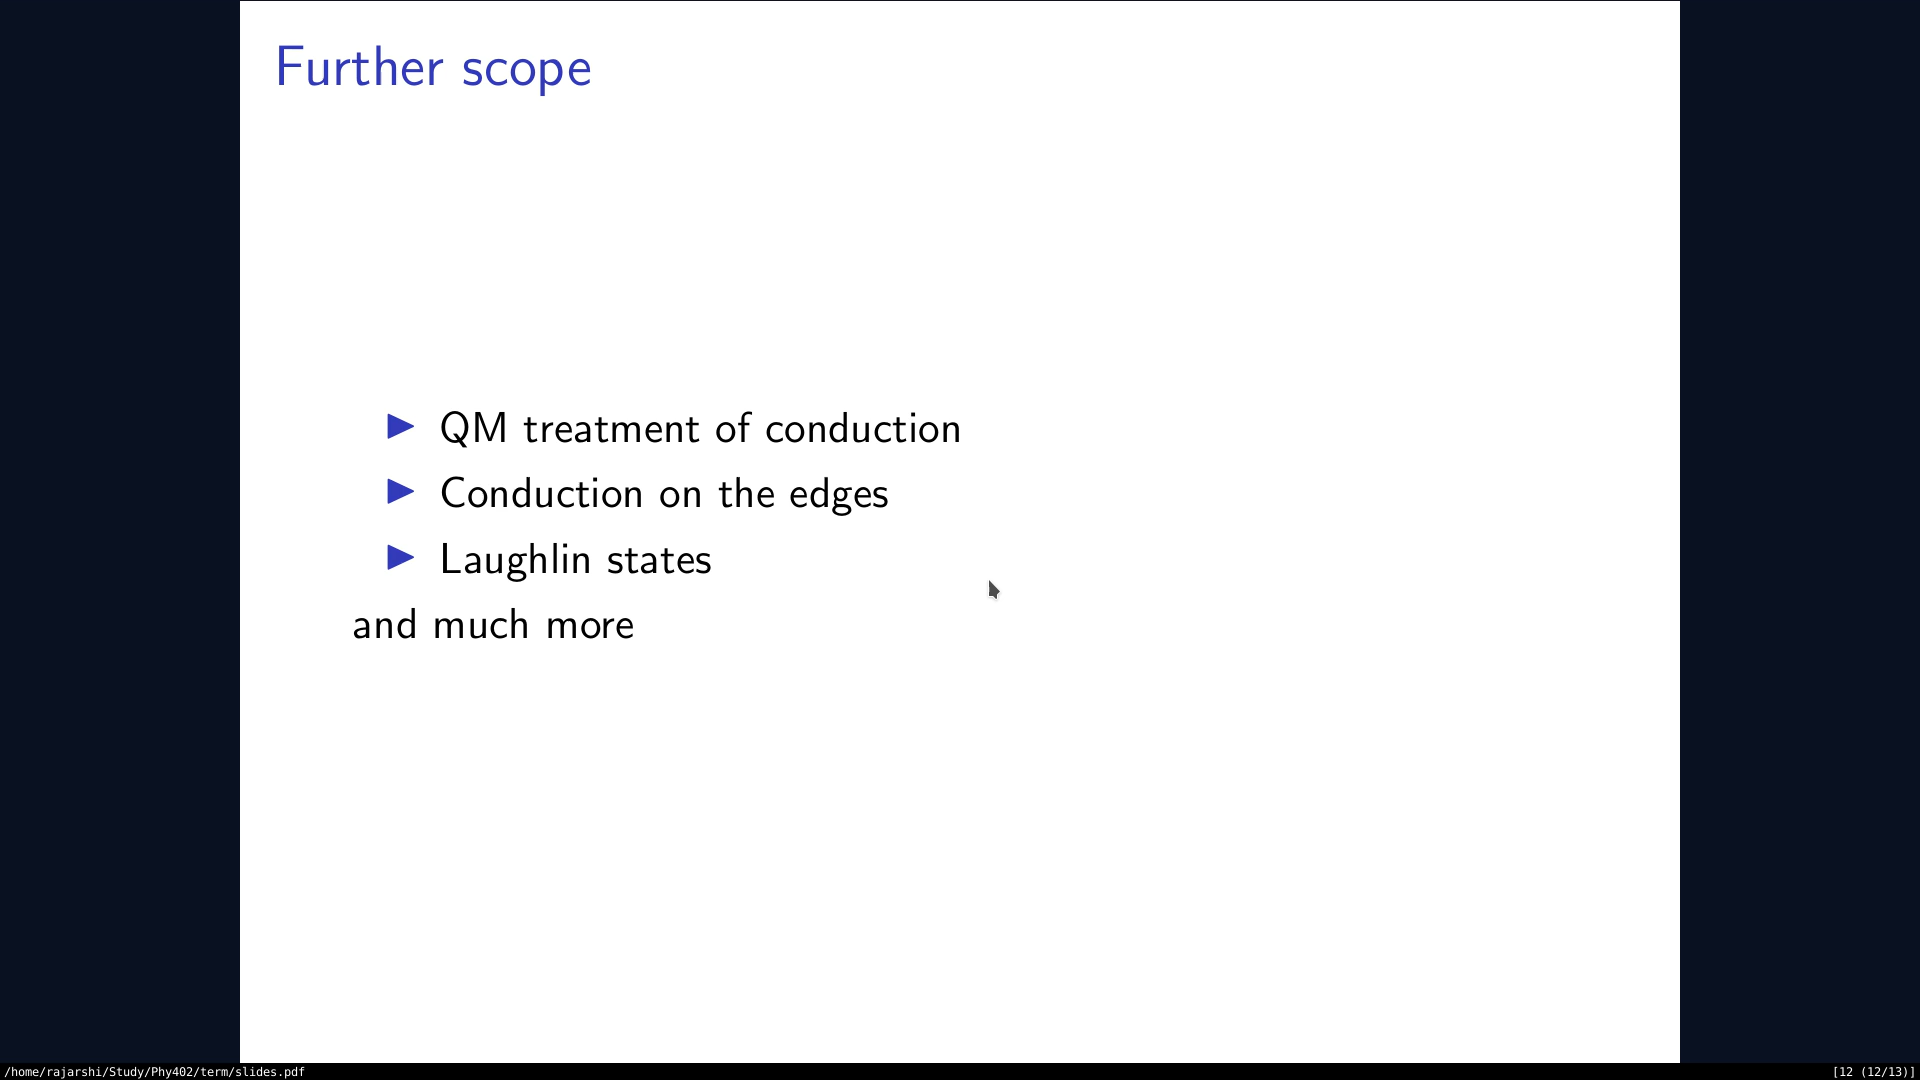 Further scope
QM treatment of conduction
Conduction on the edges
Laughlin states
and much more
/home/rajarshi/Study/Phy402/term/slides.pdf [12 (12/13)]